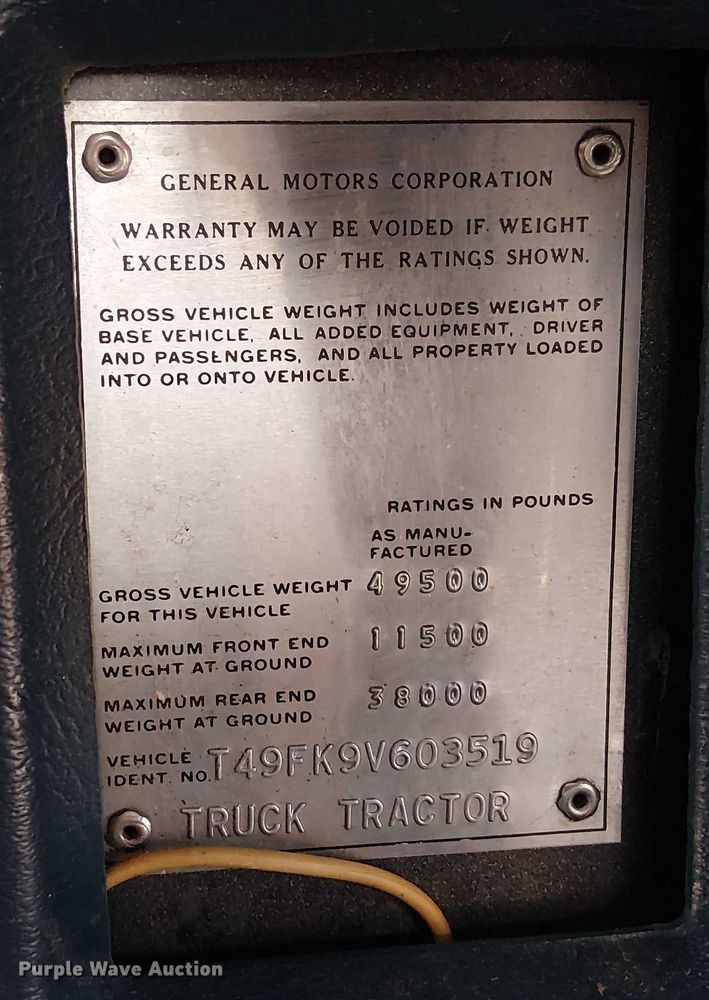 GENERAL MOTORS CORPORATION
WARRANTY MAY BE VOIDED IF WEIGHT
EXCEEDS ANY OF THE RATINGS SHOWN.
GROSS VEHICLE WEIGHT INCLUDES WEIGHT OF
BASE VEHICLE, ALL ADDED EQUIPMENT, DRIVER
AND PASSENGERS, AND ALL PROPERTY LOADED
INTO OR ONTO VEHICLE.
RATINGS IN POUNDS
AS MANU-
FACTURED
GROSS VEHICLE WEIGHT 49500
FOR THIS VEHICLE
MAXIMUM FRONT END 11500
WEIGHT AT GROUND
MAXIMUM REAR END 38000
WEIGHT AT GROUND
VEHICLE
IDENT. NO. T49FK9V603519
TRUCK TRACTOR
Purple Wave Auction